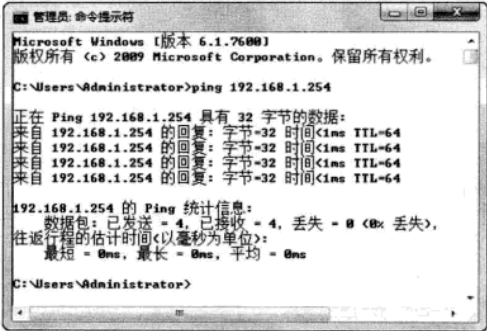 管理员: 命令提示符
Microsoft Windows [版本 6.1.7600]
版权所有 (c) 2009 Microsoft Corporation。保留所有权利。
C:\Users\Administrator>ping 192.168.1.254
正在 Ping 192.168.1.254 具有 32 字节的数据:
来自 192.168.1.254 的回复: 字节=32 时间<1ms TTL=64
来自 192.168.1.254 的回复: 字节=32 时间<1ms TTL=64
来自 192.168.1.254 的回复: 字节=32 时间<1ms TTL=64
来自 192.168.1.254 的回复: 字节=32 时间<1ms TTL=64
192.168.1.254 的 Ping 统计信息:
数据包: 已发送 = 4, 已接收 = 4, 丢失 = 0 (0% 丢失),
往返行程的估计时间(以毫秒为单位):
最短 = 0ms, 最长 = 0ms, 平均 = 0ms
C:\Users\Administrator>